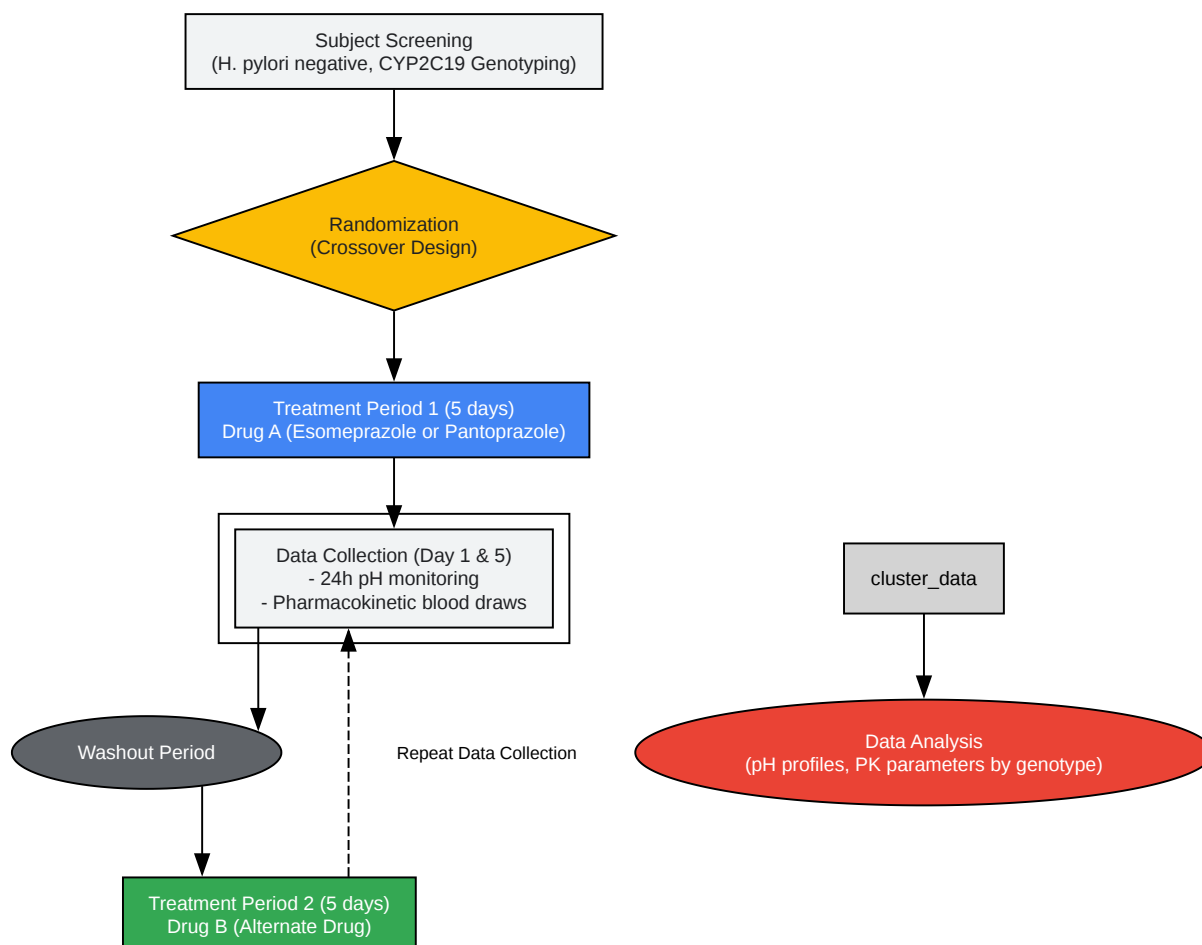 Subject Screening
(H. pylori negative, CYP2C19 Genotyping)
Randomization
(Crossover Design)
Treatment Period 1 (5 days)
Drug A (Esomeprazole or Pantoprazole)
Data Collection (Day 1 & 5)
- 24h pH monitoring
- Pharmacokinetic blood draws
cluster_data
Washout Period
Repeat Data Collection
Data Analysis
(pH profiles, PK parameters by genotype)
Treatment Period 2 (5 days)
Drug B (Alternate Drug)